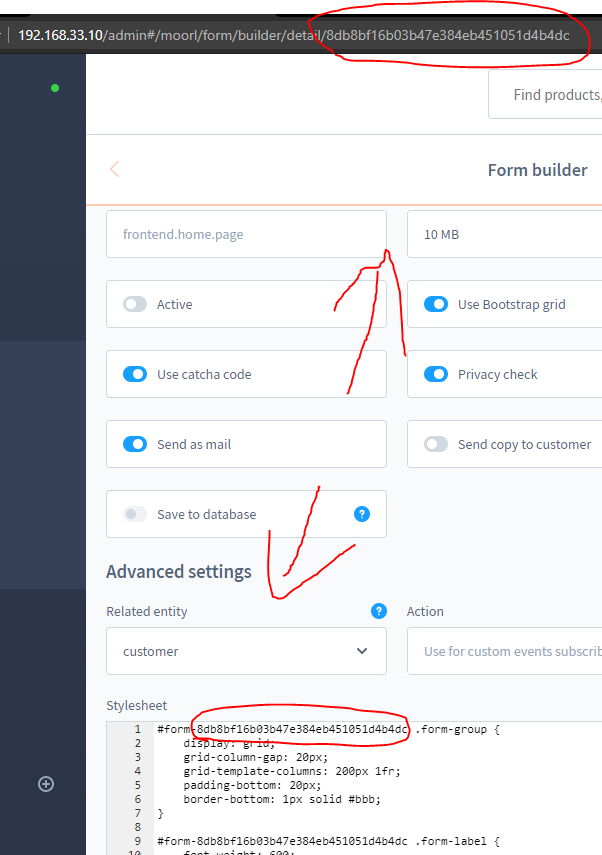 192.168.33.10/admin#/moorl/form/builder/detail/8db8bf16b03b47e384eb451051d4b4dc
Find products,
Form builder
frontend.home.page
10 MB
Active
Use Bootstrap grid
Use catcha code
Privacy check
Send as mail
Send copy to customer
Save to database
?
Advanced settings
Related entity
?
Action
customer
Use for custom events subscrib
Stylesheet
1 #form-8db8bf16b03b47e384eb451051d4b4dc .form-group {
2 display: grid;
3 grid-column-gap: 20px;
4 grid-template-columns: 200px 1fr;
5 padding-bottom: 20px;
6 border-bottom: 1px solid #bbb;
7 }
8
9 #form-8db8bf16b03b47e384eb451051d4b4dc .form-label {
10 font-weight: 600;